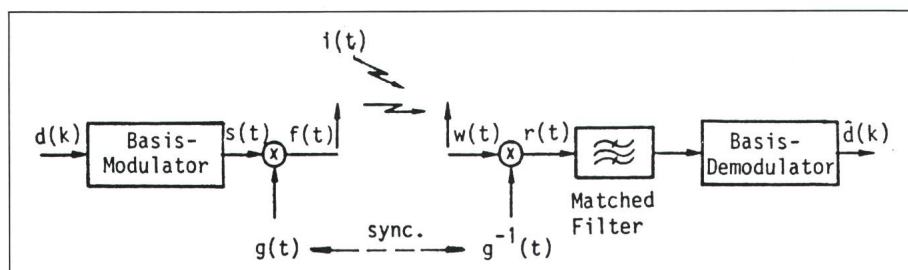 i(t)
d(k)
Basis-
Modulator
s(t)
x
f(t)
w(t)
x
r(t)
Matched
Filter
Basis-
Demodulator
d̂(k)
g(t)
sync.
g⁻¹(t)